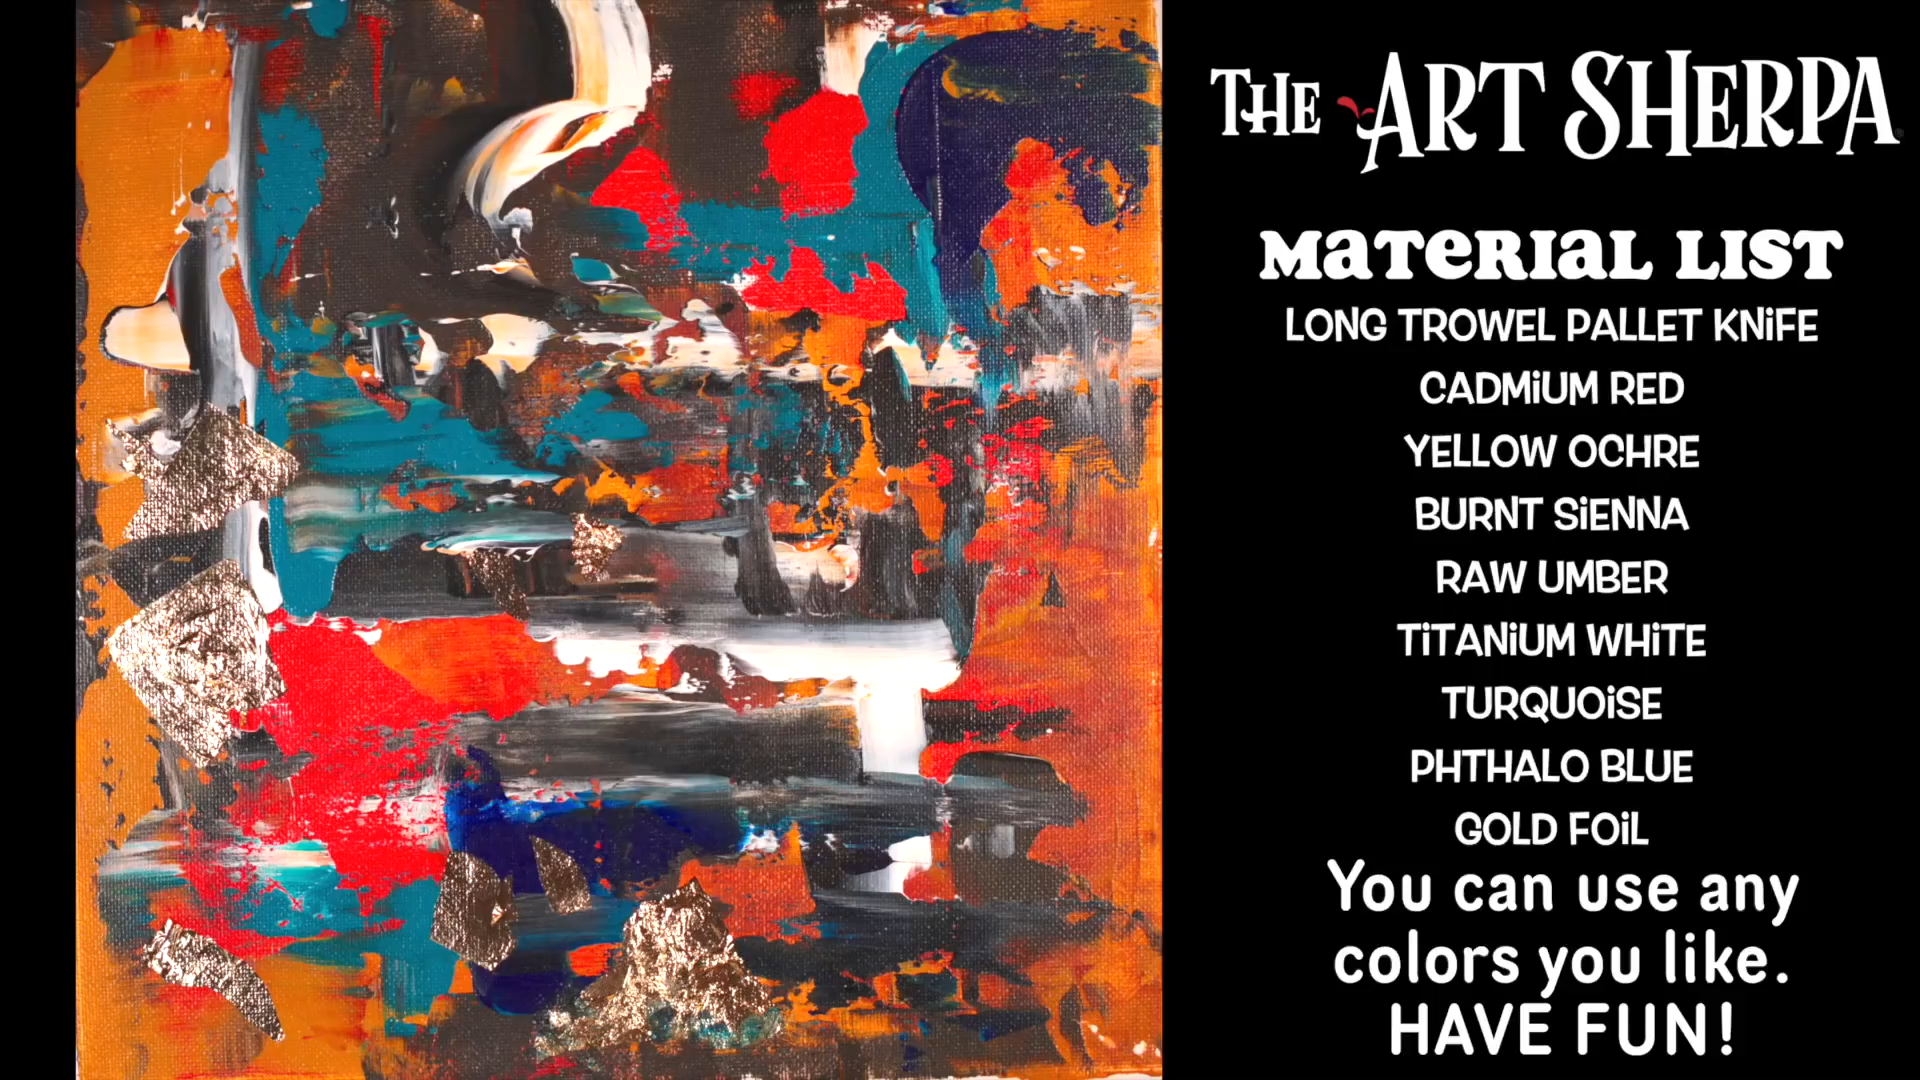 THE ART SHERPA
MATERIAL LIST
LONG TROWEL PALLET KNIFE
CADMIUM RED
YELLOW OCHRE
BURNT SIENNA
RAW UMBER
TITANIUM WHITE
TURQUOISE
PHTHALO BLUE
GOLD FOIL
You can use any
colors you like.
HAVE FUN!